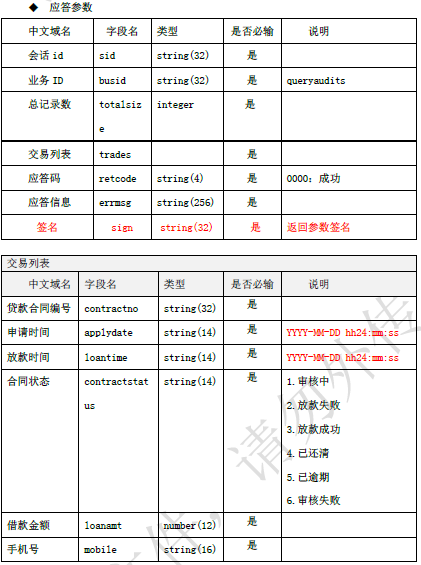 ◆ 应答参数
中文域名 字段名 类型 是否必输 说明
会话 id sid string(32) 是
业务 ID busid string(32) 是 queryaudits
总记录数 totalsiz integer 是
e
交易列表 trades 是
应答码 retcode string(4) 是 0000：成功
应答信息 errmsg string(256) 是
签名 sign string(32) 是 返回参数签名
交易列表
中文域名 字段名 类型 是否必输 说明
贷款合同编号 contractno string(32) 是
申请时间 applydate string(14) 是 YYYY-MM-DD hh24:mm:ss
放款时间 loantime string(14) 是 YYYY-MM-DD hh24:mm:ss
合同状态 contractstat string(14) 是 1.审核中
us 2.放款失败
3.放款成功
4.已还清
5.已逾期
6.审核失败
借款金额 loanamt number(12) 是
手机号 mobile string(16) 是
件，请勿外传